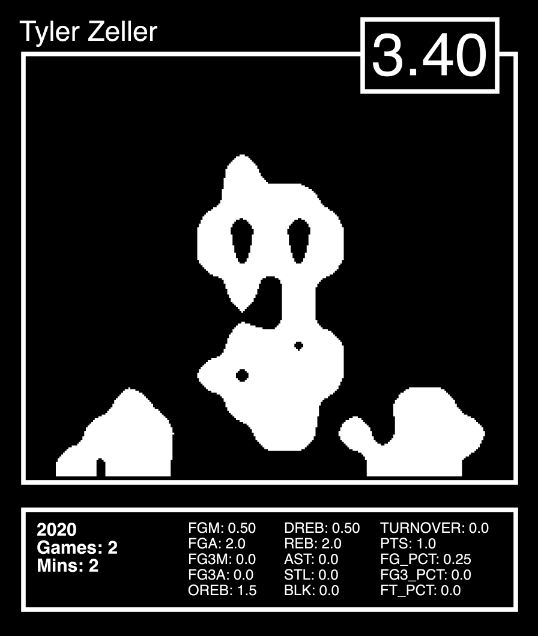 Tyler Zeller
3.40
2020
Games: 2
Mins: 2
FGM: 0.50
FGA: 2.0
FG3M: 0.0
FG3A: 0.0
OREB: 1.5
DREB: 0.50
REB: 2.0
AST: 0.0
STL: 0.0
BLK: 0.0
TURNOVER: 0.0
PTS: 1.0
FG_PCT: 0.25
FG3_PCT: 0.0
FT_PCT: 0.0